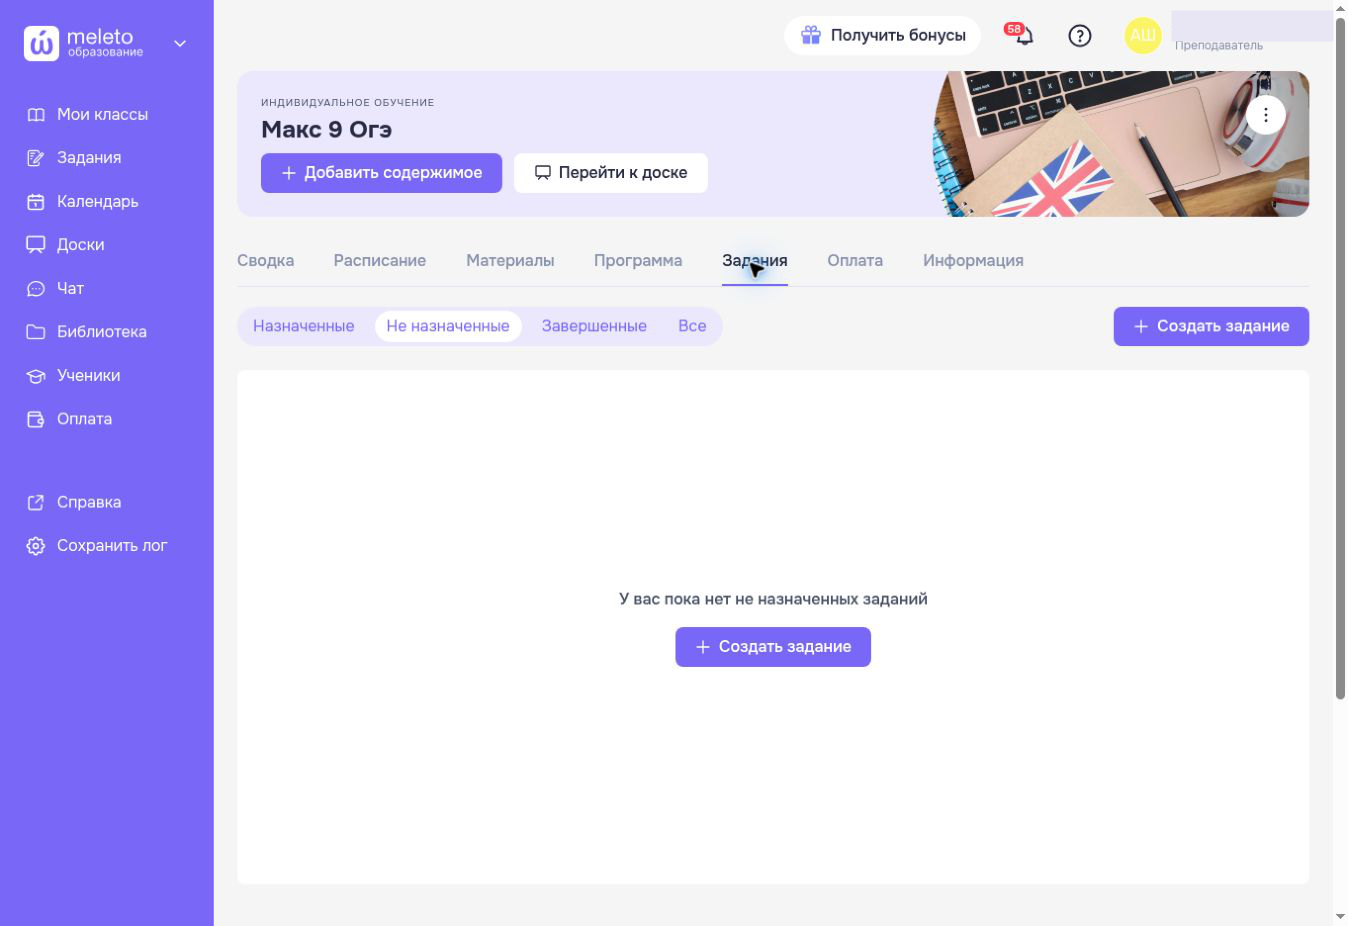 meleto
образование
Мои классы
Задания
Календарь
Доски
Чат
Библиотека
Ученики
Оплата
Справка
Сохранить лог
Получить бонусы
58
АШ
Преподаватель
ИНДИВИДУАЛЬНОЕ ОБУЧЕНИЕ
Макс 9 Огэ
Добавить содержимое
Перейти к доске
Сводка
Расписание
Материалы
Программа
Задания
Оплата
Информация
Назначенные
Не назначенные
Завершенные
Все
Создать задание
У вас пока нет не назначенных заданий
Создать задание